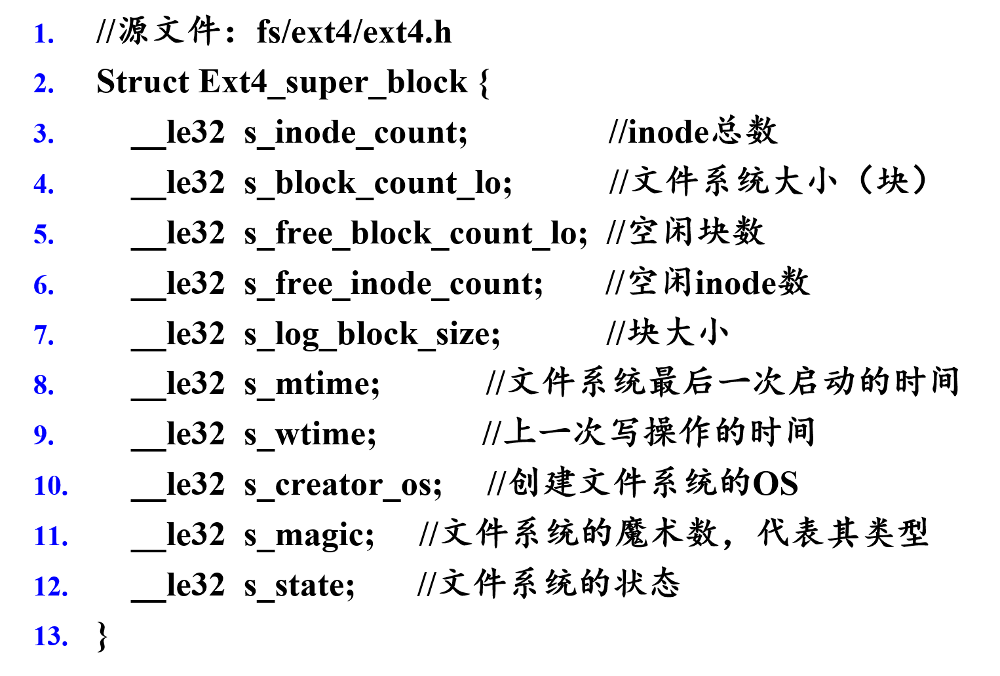 1. //源文件：fs/ext4/ext4.h
2. Struct Ext4_super_block {
3. __le32 s_inode_count; //inode总数
4. __le32 s_block_count_lo; //文件系统大小（块）
5. __le32 s_free_block_count_lo; //空闲块数
6. __le32 s_free_inode_count; //空闲inode数
7. __le32 s_log_block_size; //块大小
8. __le32 s_mtime; //文件系统最后一次启动的时间
9. __le32 s_wtime; //上一次写操作的时间
10. __le32 s_creator_os; //创建文件系统的OS
11. __le32 s_magic; //文件系统的魔术数，代表其类型
12. __le32 s_state; //文件系统的状态
13. }